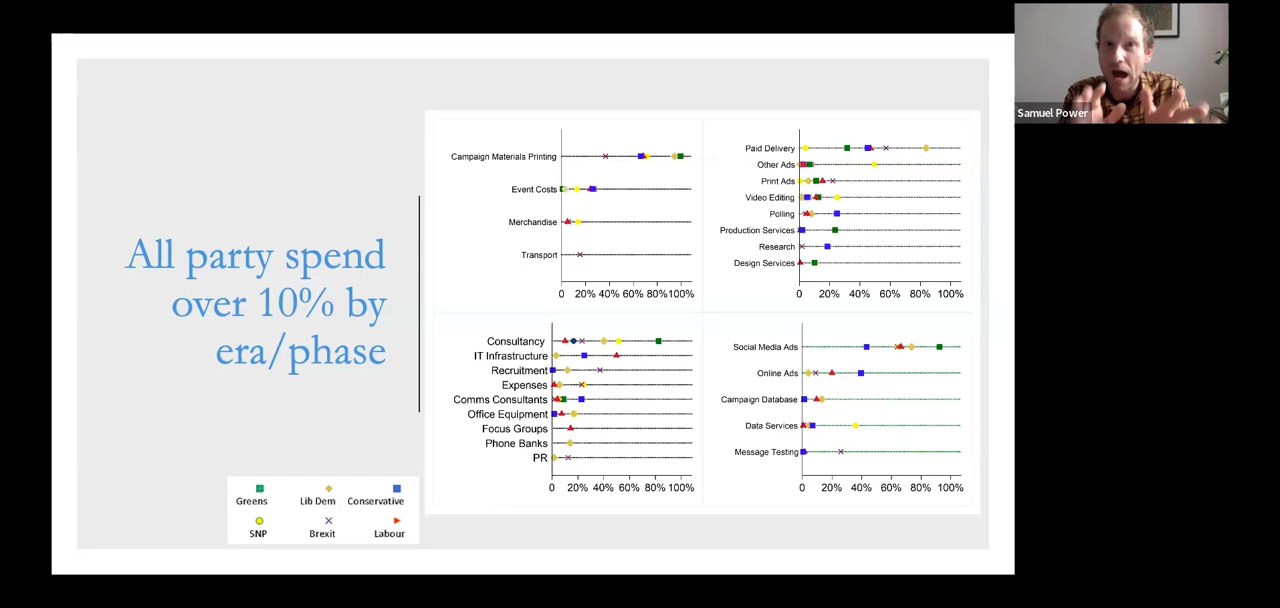 Samuel Power
All party spend
over 10% by
era/phase
Campaign Materials Printing
Event Costs
Merchandise
Transport
0 20% 40% 60% 80% 100%
Paid Delivery
Other Ads
Print Ads
Video Editing
Polling
Production Services
Research
Design Services
0 20% 40% 60% 80% 100%
Consultancy
IT Infrastructure
Recruitment
Expenses
Comms Consultants
Office Equipment
Focus Groups
Phone Banks
PR
0 20% 40% 60% 80% 100%
Social Media Ads
Online Ads
Campaign Database
Data Services
Message Testing
0 20% 40% 60% 80% 100%
Greens Lib Dem Conservative
SNP Brexit Labour